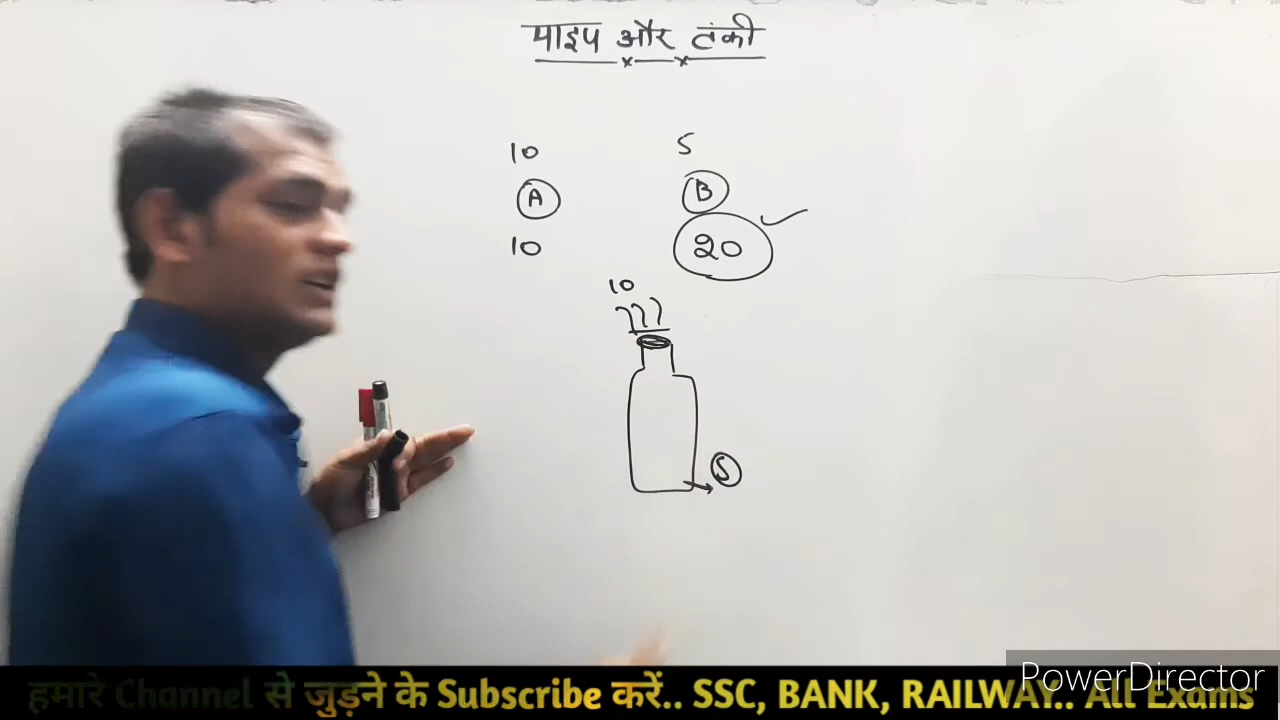 पाइप और टंकी
10 5
A B
10 20
10
5
हमारे Channel से जुड़ने के Subscribe करें.. SSC, BANK, RAILWAY.. All Exams
PowerDirector